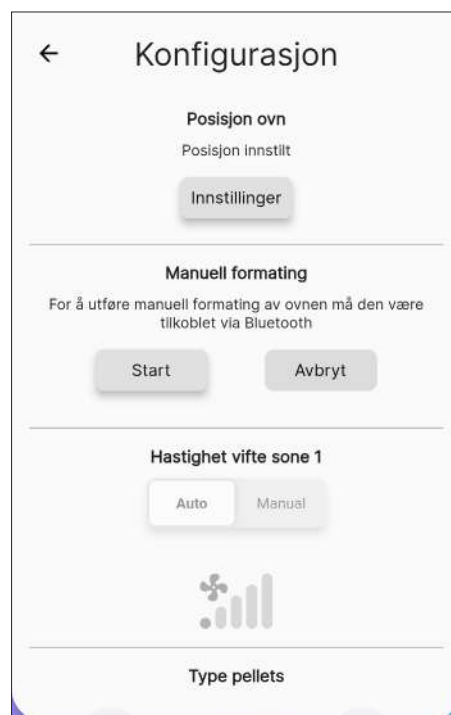 Konfigurasjon
Posisjon ovn
Posisjon innstilt
Innstillinger
Manuell formating
For å utføre manuell formating av ovnen må den være
tilkoblet via Bluetooth
Start Avbryt
Hastighet vifte sone 1
Auto Manual
Type pellets